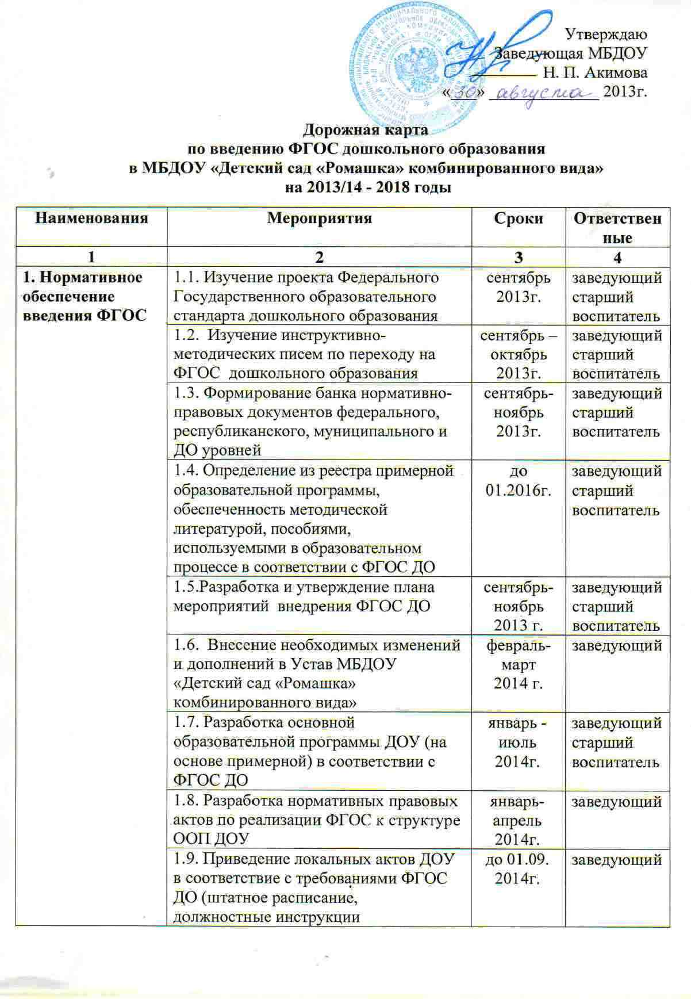 Утверждаю
Заведующая МБДОУ
Н. П. Акимова
«30» августа 2013г.
Дорожная карта
по введению ФГОС дошкольного образования
в МБДОУ «Детский сад «Ромашка» комбинированного вида»
на 2013/14 - 2018 годы
Наименования Мероприятия Сроки Ответствен
ные
1 2 3 4
1. Нормативное
обеспечение
введения ФГОС
1.1. Изучение проекта Федерального
Государственного образовательного
стандарта дошкольного образования
сентябрь
2013г.
заведующий
старший
воспитатель
1.2. Изучение инструктивно-
методических писем по переходу на
ФГОС дошкольного образования
сентябрь –
октябрь
2013г.
заведующий
старший
воспитатель
1.3. Формирование банка нормативно-
правовых документов федерального,
республиканского, муниципального и
ДО уровней
сентябрь-
ноябрь
2013г.
заведующий
старший
воспитатель
1.4. Определение из реестра примерной
образовательной программы,
обеспеченность методической
литературой, пособиями,
используемыми в образовательном
процессе в соответствии с ФГОС ДО
до
01.2016г.
заведующий
старший
воспитатель
1.5.Разработка и утверждение плана
мероприятий внедрения ФГОС ДО
сентябрь-
ноябрь
2013 г.
заведующий
старший
воспитатель
1.6. Внесение необходимых изменений
и дополнений в Устав МБДОУ
«Детский сад «Ромашка»
комбинированного вида»
февраль-
март
2014 г.
заведующий
1.7. Разработка основной
образовательной программы ДОУ (на
основе примерной) в соответствии с
ФГОС ДО
январь -
июль
2014г.
заведующий
старший
воспитатель
1.8. Разработка нормативных правовых
актов по реализации ФГОС к структуре
ООП ДОУ
январь-
апрель
2014г.
заведующий
1.9. Приведение локальных актов ДОУ
в соответствие с требованиями ФГОС
ДО (штатное расписание,
должностные инструкции
до 01.09.
2014г.
заведующий